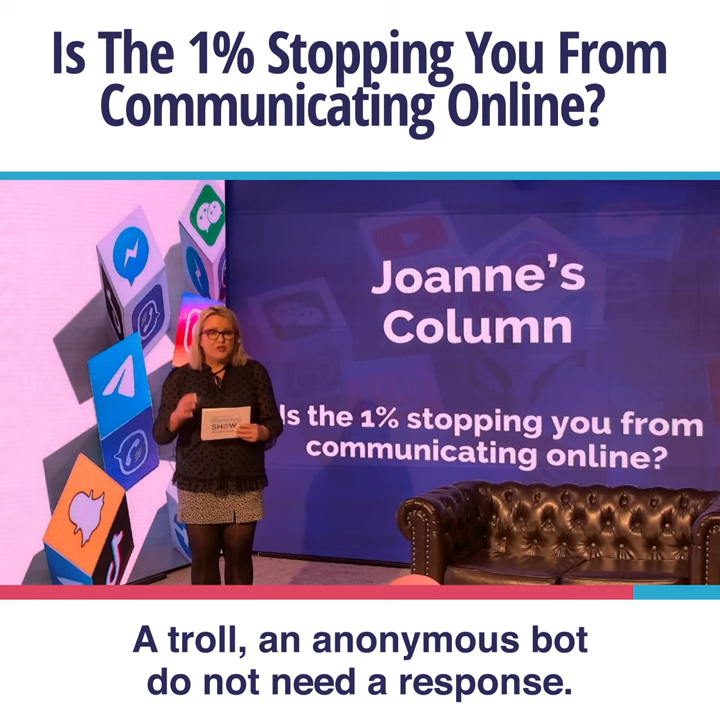 Is The 1% Stopping You From
Communicating Online?
Joanne's
Column
Is the 1% stopping you from
communicating online?
SHOW
A troll, an anonymous bot
do not need a response.